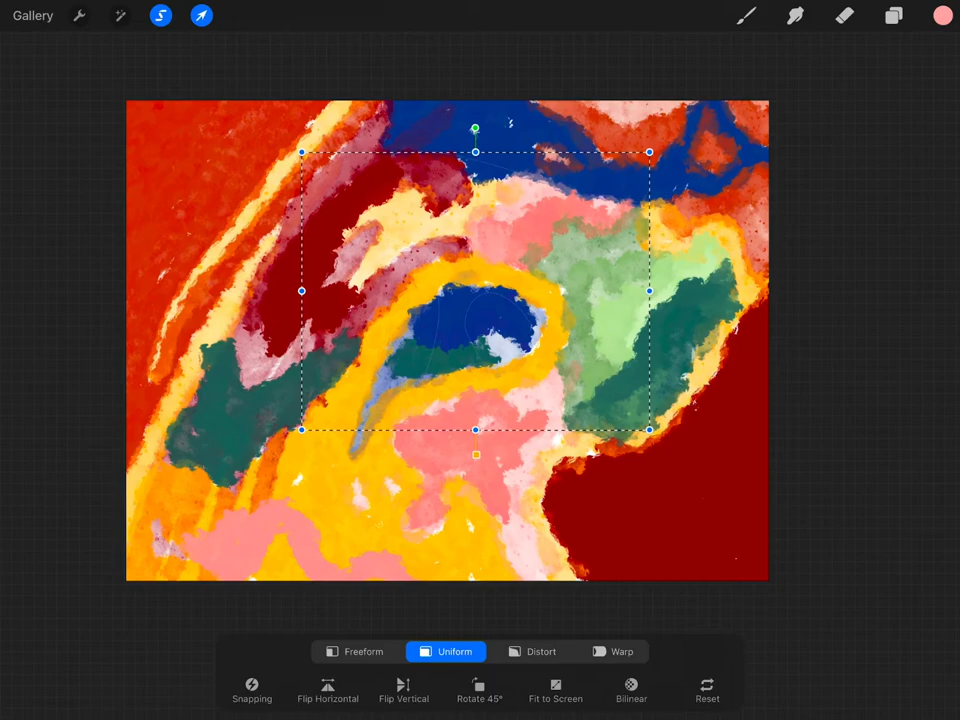 Gallery
Freeform Uniform Distort Warp
Snapping Flip Horizontal Flip Vertical Rotate 45° Fit to Screen Bilinear Reset